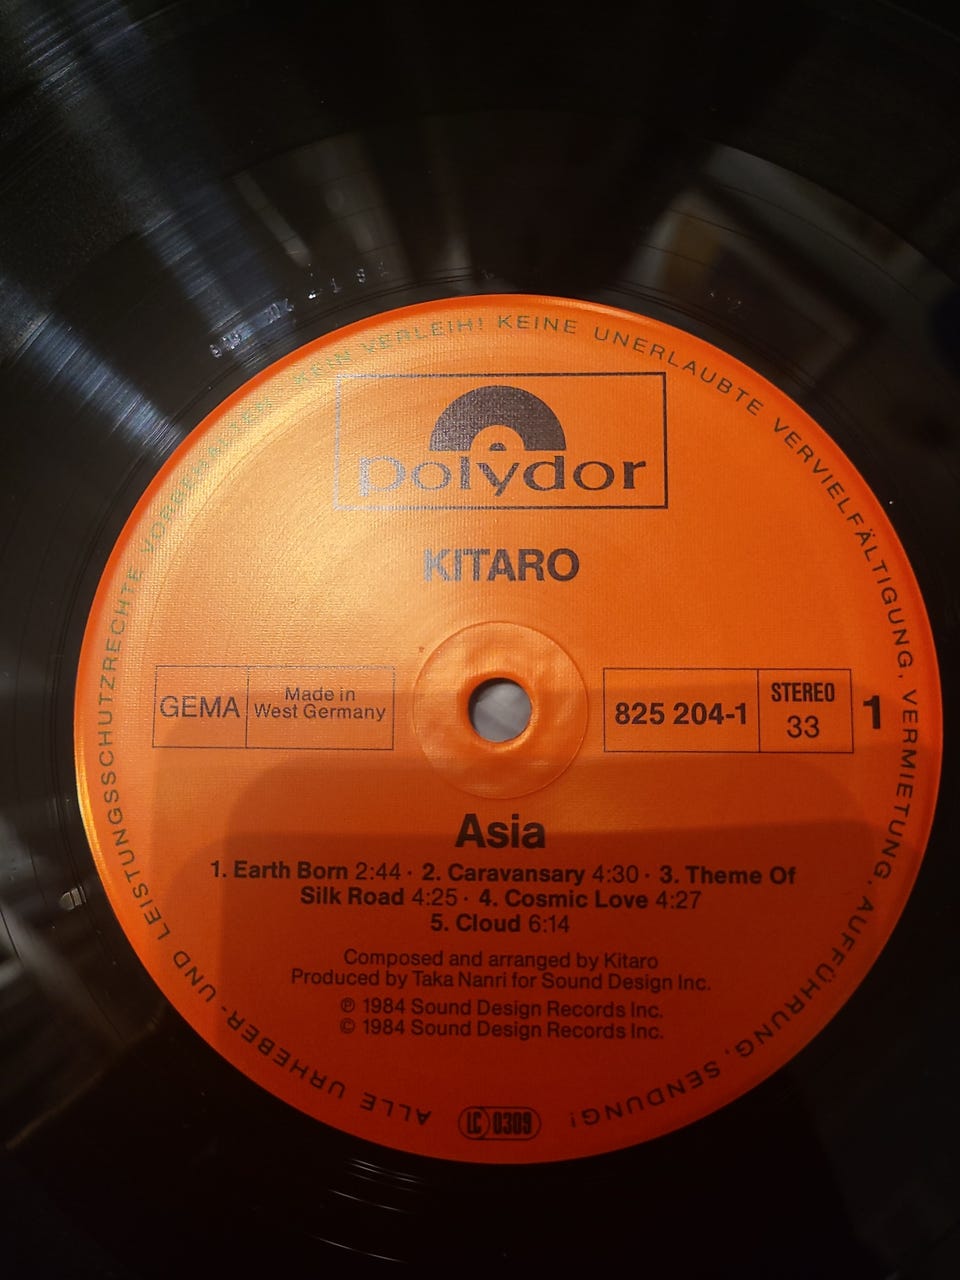 ALLE URHEBER- UND LEISTUNGSSCHUTZRECHTE VORBEHALTEN · KEIN VERLEIH! KEINE UNERLAUBTE VERVIELFÄLTIGUNG, VERMIETUNG, AUFFÜHRUNG, SENDUNG!
polydor
KITARO
GEMA
Made in
West Germany
825 204-1
STEREO
33
1
Asia
1. Earth Born 2:44 · 2. Caravansary 4:30 · 3. Theme Of
Silk Road 4:25 · 4. Cosmic Love 4:27
5. Cloud 6:14
Composed and arranged by Kitaro
Produced by Taka Nanri for Sound Design Inc.
℗ 1984 Sound Design Records Inc.
© 1984 Sound Design Records Inc.
LC 0309